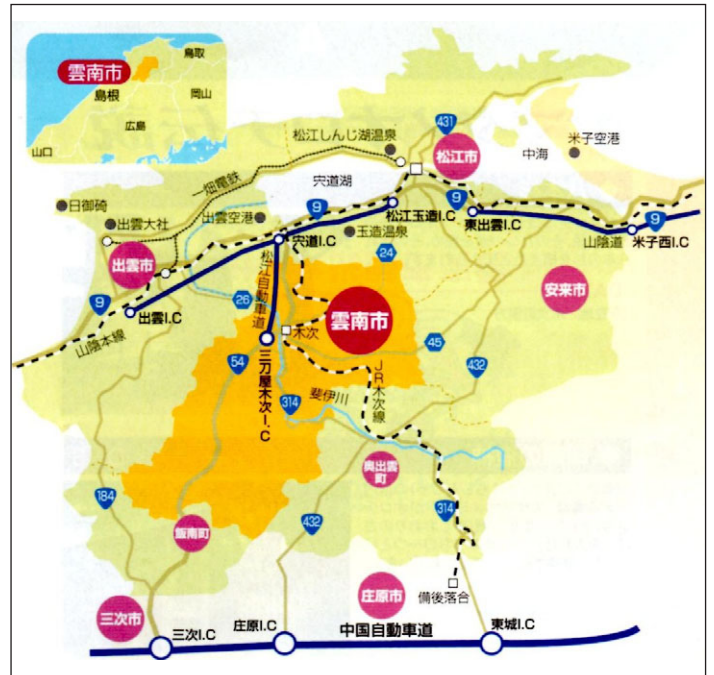 鳥取
雲南市
島根
岡山
広島
山口
431
松江しんじ湖温泉
松江市
米子空港
中海
一畑電鉄
宍道湖
日御碕
出雲大社
出雲空港
9
松江玉造I.C
9
東出雲I.C
9
宍道I.C
玉造温泉
山陰道
米子西I.C
出雲市
24
松江自動車道
安来市
9
26
雲南市
出雲I.C
木次
45
山陰本線
54
三刀屋木次I.C
432
JR木次線
斐伊川
314
奥出雲町
184
314
432
飯南町
備後落合
庄原市
三次市
三次I.C
庄原I.C
中国自動車道
東城I.C